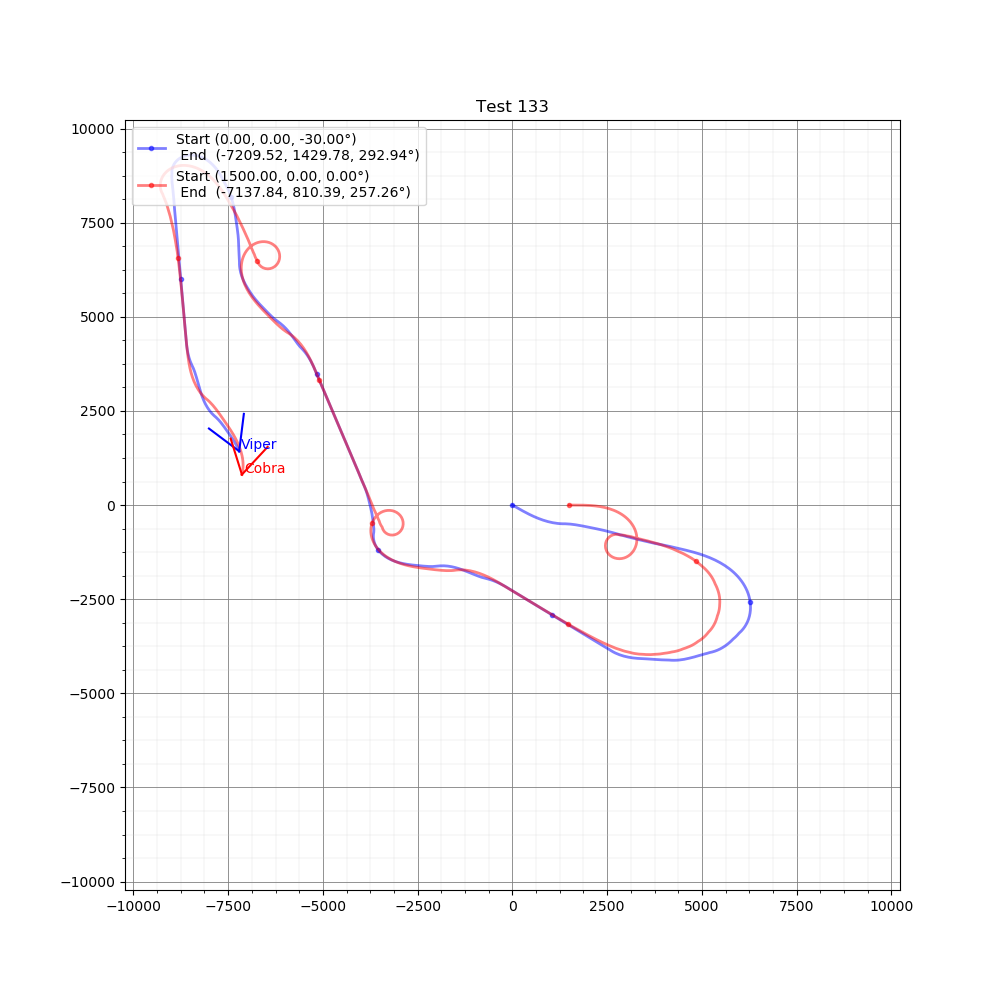 Test 133
Start (0.00, 0.00, -30.00°)
End (-7209.52, 1429.78, 292.94°)
Start (1500.00, 0.00, 0.00°)
End (-7137.84, 810.39, 257.26°)
10000
7500
5000
2500
0
−2500
−5000
−7500
−10000
Viper
Cobra
−10000 −7500 −5000 −2500 0 2500 5000 7500 10000